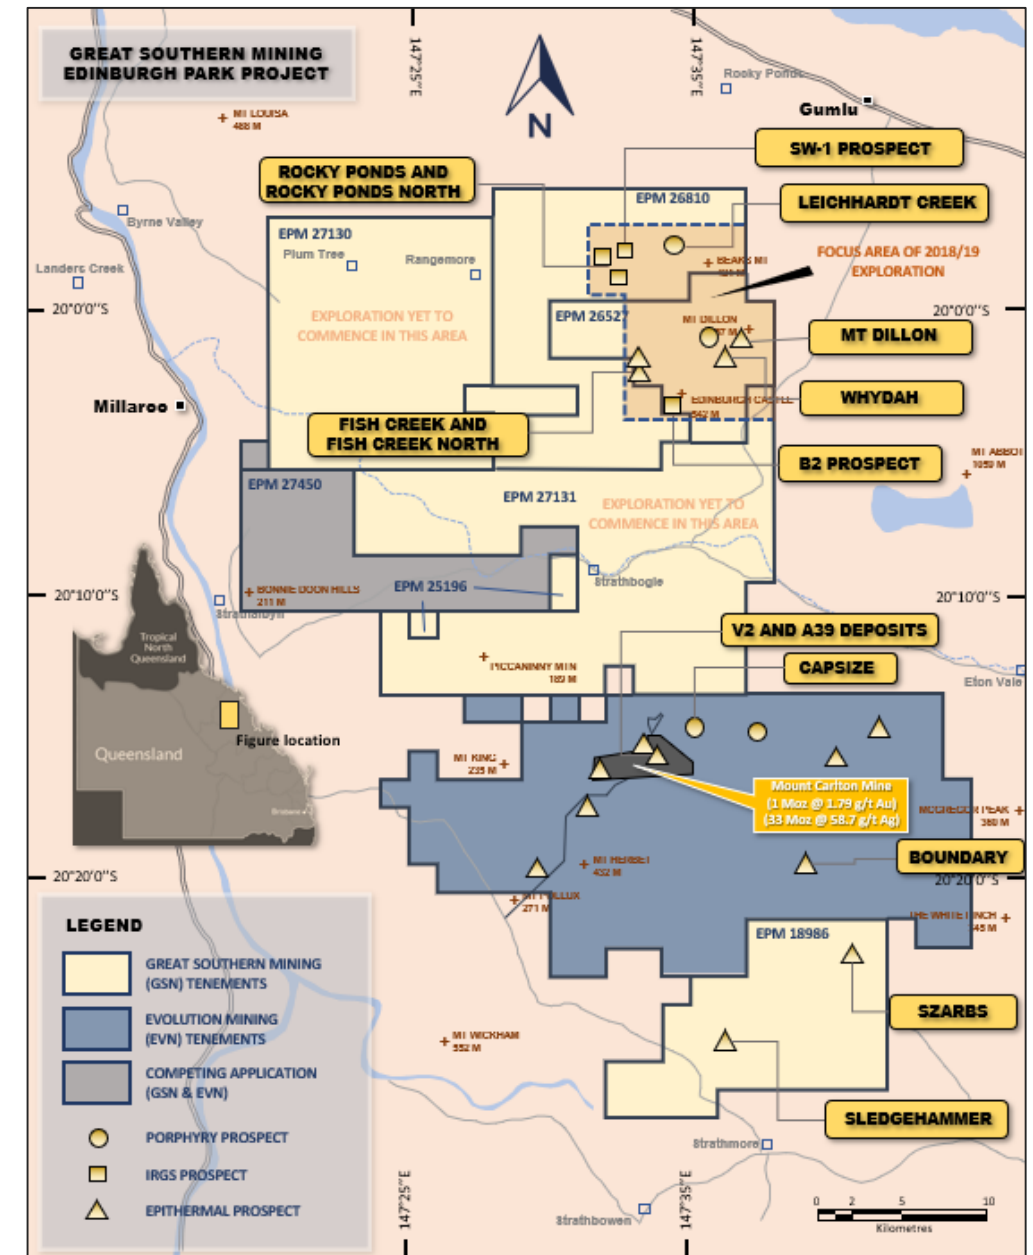 GREAT SOUTHERN MINING
EDINBURGH PARK PROJECT
147°25'E
147°35'E
N
MT LOUISA
488 M
Rocky Ponds
Gumlu
SW-1 PROSPECT
ROCKY PONDS AND
ROCKY PONDS NORTH
LEICHHARDT CREEK
EPM 26810
Byrne Valley
EPM 27130
Plum Tree
Rangemore
Landers Creek
BEAKS MT
FOCUS AREA OF 2018/19
EXPLORATION
20°0'0"S
20°0'0"S
EXPLORATION YET TO
COMMENCE IN THIS AREA
EPM 26527
MT DILLON
MT DILLON
Millaroo
EDINBURGH CASTLE
WHYDAH
FISH CREEK AND
FISH CREEK NORTH
B2 PROSPECT
MT ABBOT
1059 M
EPM 27450
EPM 27131
EXPLORATION YET TO
COMMENCE IN THIS AREA
Strathbogie
EPM 25196
BONNIE DOON HILLS
211 M
Strathalbyn
20°10'0"S
20°10'0"S
V2 AND A39 DEPOSITS
Tropical
North
Queensland
PICCANINNY MTN
189 M
CAPSIZE
Eton Vale
Queensland
Figure location
Brisbane
MT KING
235 M
Mount Carlton Mine
(1 Moz @ 1.79 g/t Au)
(33 Moz @ 58.7 g/t Ag)
MCGREGOR PEAK
380 M
MT HERBET
432 M
BOUNDARY
20°20'0"S
20°20'0"S
MT POLLUX
271 M
LEGEND
EPM 18986
GREAT SOUTHERN MINING
(GSN) TENEMENTS
EVOLUTION MINING
(EVN) TENEMENTS
COMPETING APPLICATION
(GSN & EVN)
PORPHYRY PROSPECT
IRGS PROSPECT
EPITHERMAL PROSPECT
SZARBS
MT WICKHAM
552 M
SLEDGEHAMMER
Strathmore
Strathbowen
147°25'E
147°35'E
0 2 5 10
Kilometres